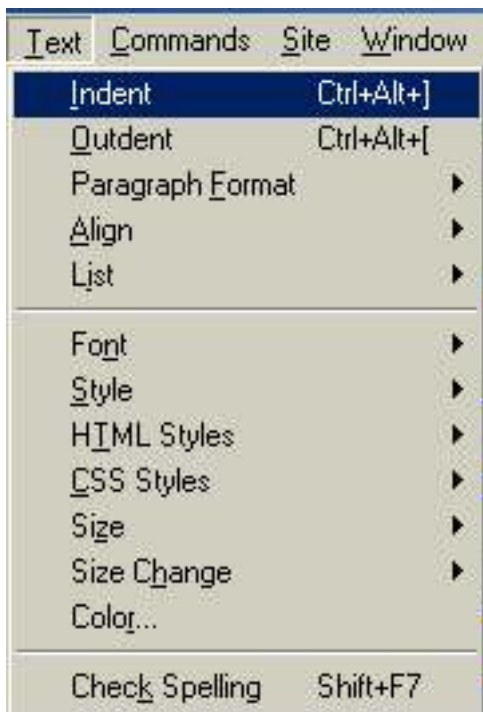 Text Commands Site Window
Indent Ctrl+Alt+]
Outdent Ctrl+Alt+[
Paragraph Format
Align
List
Font
Style
HTML Styles
CSS Styles
Size
Size Change
Color...
Check Spelling Shift+F7